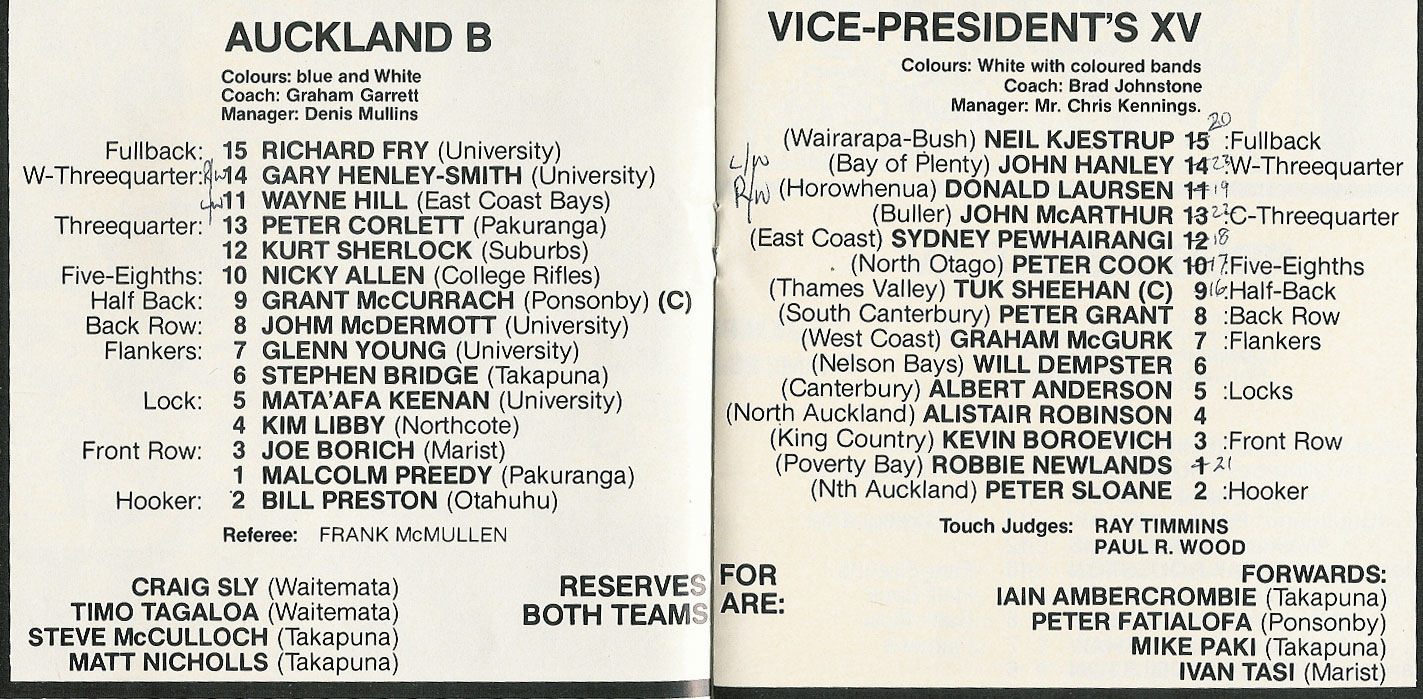 AUCKLAND B
Colours: blue and White
Coach: Graham Garrett
Manager: Denis Mullins
Fullback: 15 RICHARD FRY (University)
W-Threequarter: R/W 14 GARY HENLEY-SMITH (University)
L/W 11 WAYNE HILL (East Coast Bays)
Threequarter: 13 PETER CORLETT (Pakuranga)
12 KURT SHERLOCK (Suburbs)
Five-Eighths: 10 NICKY ALLEN (College Rifles)
Half Back: 9 GRANT McCURRACH (Ponsonby) (C)
Back Row: 8 JOHM McDERMOTT (University)
Flankers: 7 GLENN YOUNG (University)
6 STEPHEN BRIDGE (Takapuna)
Lock: 5 MATA'AFA KEENAN (University)
4 KIM LIBBY (Northcote)
Front Row: 3 JOE BORICH (Marist)
1 MALCOLM PREEDY (Pakuranga)
Hooker: 2 BILL PRESTON (Otahuhu)
Referee: FRANK McMULLEN
CRAIG SLY (Waitemata)
TIMO TAGALOA (Waitemata)
STEVE McCULLOCH (Takapuna)
MATT NICHOLLS (Takapuna)
RESERVES FOR
BOTH TEAMS ARE:
VICE-PRESIDENT'S XV
Colours: White with coloured bands
Coach: Brad Johnstone
Manager: Mr. Chris Kennings.
(Wairarapa-Bush) NEIL KJESTRUP 15 20 :Fullback
L/W (Bay of Plenty) JOHN HANLEY 14 :W-Threequarter
R/W (Horowhenua) DONALD LAURSEN 11 19
(Buller) JOHN McARTHUR 13 :C-Threequarter
(East Coast) SYDNEY PEWHAIRANGI 12 18
(North Otago) PETER COOK 10 17 :Five-Eighths
(Thames Valley) TUK SHEEHAN (C) 9 16 :Half-Back
(South Canterbury) PETER GRANT 8 :Back Row
(West Coast) GRAHAM McGURK 7 :Flankers
(Nelson Bays) WILL DEMPSTER 6
(Canterbury) ALBERT ANDERSON 5 :Locks
(North Auckland) ALISTAIR ROBINSON 4
(King Country) KEVIN BOROEVICH 3 :Front Row
(Poverty Bay) ROBBIE NEWLANDS 1 21
(Nth Auckland) PETER SLOANE 2 :Hooker
Touch Judges: RAY TIMMINS
PAUL R. WOOD
FORWARDS:
IAIN AMBERCROMBIE (Takapuna)
PETER FATIALOFA (Ponsonby)
MIKE PAKI (Takapuna)
IVAN TASI (Marist)